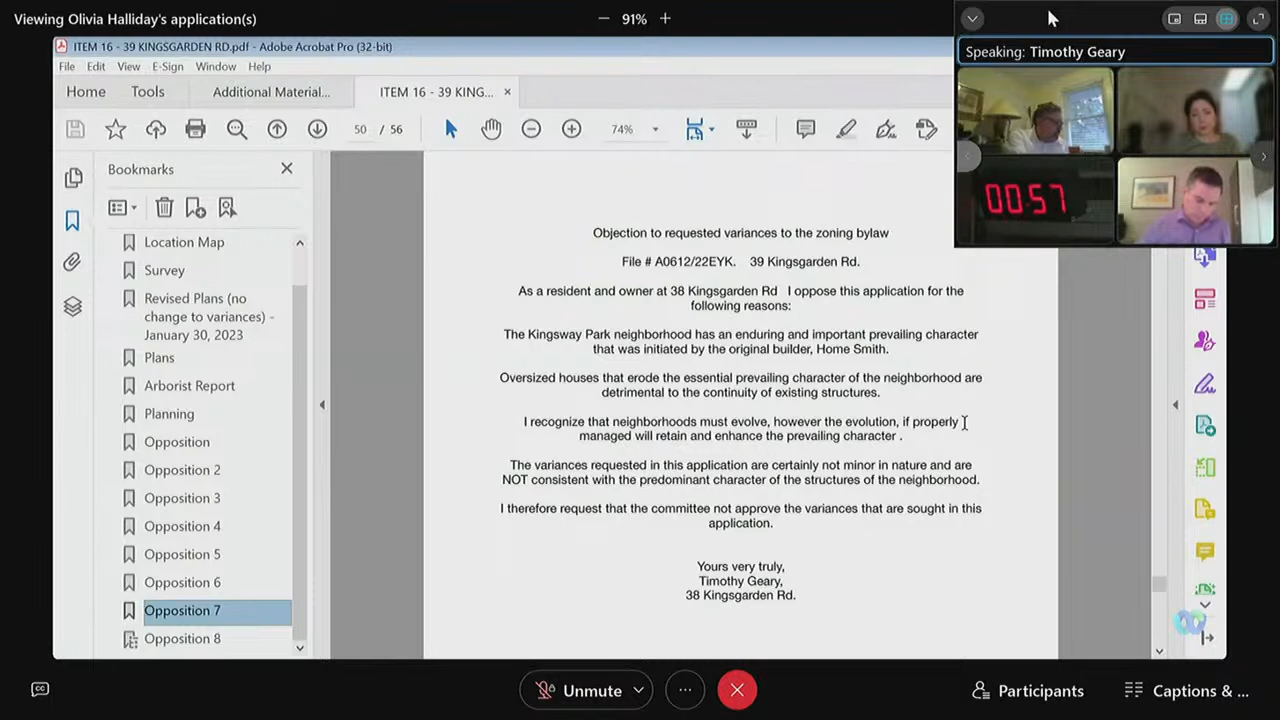 Viewing Olivia Halliday's application(s)
91%
Speaking: Timothy Geary
ITEM 16 - 39 KINGSGARDEN RD.pdf - Adobe Acrobat Pro (32-bit)
File Edit View E-Sign Window Help
Home Tools Additional Material... ITEM 16 - 39 KING...
50 / 56 74%
00:57
Bookmarks
Location Map
Survey
Revised Plans (no
change to variances) -
January 30, 2023
Plans
Arborist Report
Planning
Opposition
Opposition 2
Opposition 3
Opposition 4
Opposition 5
Opposition 6
Opposition 7
Opposition 8
Objection to requested variances to the zoning bylaw
File # A0612/22EYK. 39 Kingsgarden Rd.
As a resident and owner at 38 Kingsgarden Rd I oppose this application for the
following reasons:
The Kingsway Park neighborhood has an enduring and important prevailing character
that was initiated by the original builder, Home Smith.
Oversized houses that erode the essential prevailing character of the neighborhood are
detrimental to the continuity of existing structures.
I recognize that neighborhoods must evolve, however the evolution, if properly
managed will retain and enhance the prevailing character .
The variances requested in this application are certainly not minor in nature and are
NOT consistent with the predominant character of the structures of the neighborhood.
I therefore request that the committee not approve the variances that are sought in this
application.
Yours very truly,
Timothy Geary,
38 Kingsgarden Rd.
CC
Unmute
Participants
Captions & ...